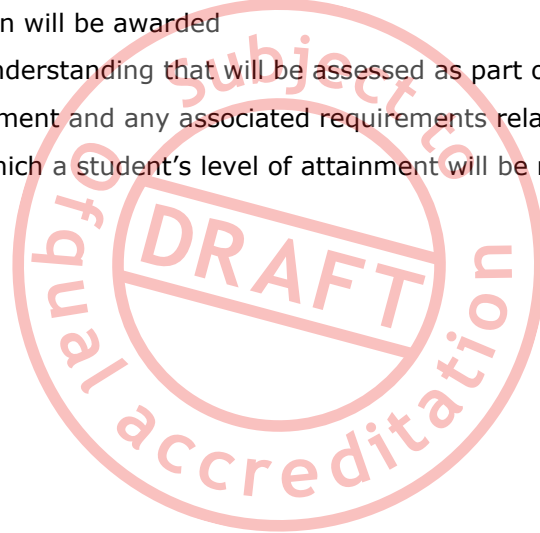 n will be awarded
nderstanding that will be assessed as part o
ment and any associated requirements rela
hich a student's level of attainment will be r
Subject to
Ofqual accreditation
DRAFT